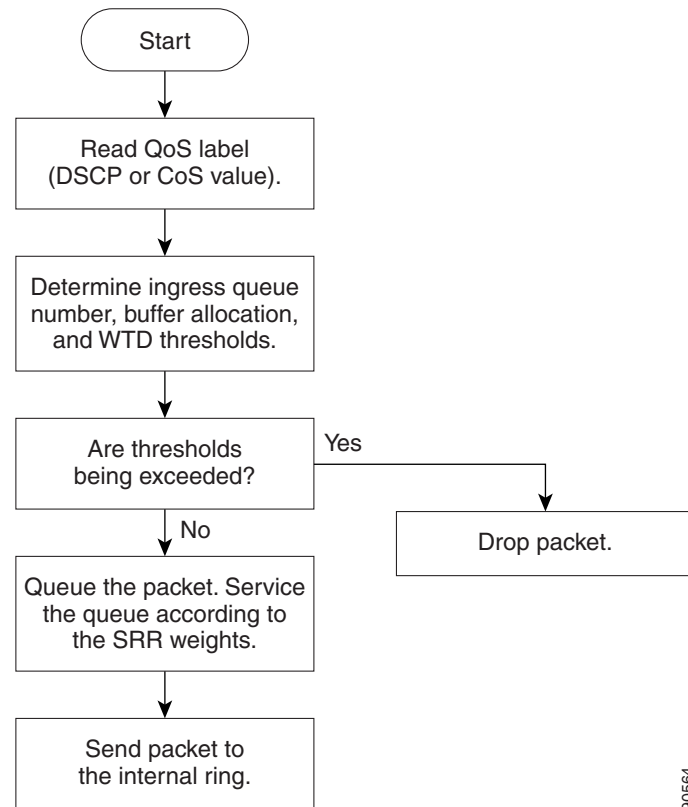 Start
Read QoS label
(DSCP or CoS value).
Determine ingress queue
number, buffer allocation,
and WTD thresholds.
Are thresholds
being exceeded?
Yes
No
Drop packet.
Queue the packet. Service
the queue according to
the SRR weights.
Send packet to
the internal ring.
90564